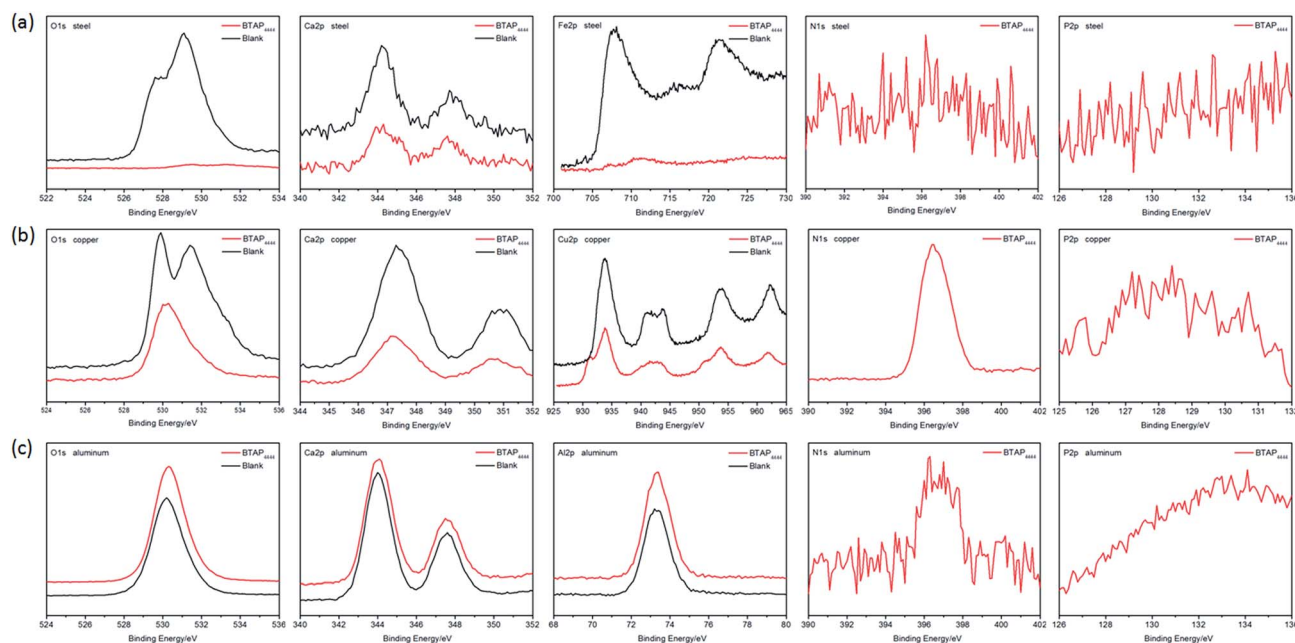 (a)
O1s steel
BTAP4444
Blank
522 524 526 528 530 532 534
Binding Energy/eV
Ca2p steel
BTAP4444
Blank
340 342 344 346 348 350 352
Binding Energy/eV
Fe2p steel
BTAP4444
Blank
700 703 706 709 712 715 718 721 724 727 730
Binding Energy/eV
N1s steel
BTAP4444
390 392 394 396 398 400 402
Binding Energy/eV
P2p steel
BTAP4444
126 128 130 132 134 136
Binding Energy/eV
(b)
O1s copper
BTAP4444
Blank
524 526 528 530 532 534 536
Binding Energy/eV
Ca2p copper
BTAP4444
Blank
344 345 346 347 348 349 350 351 352
Binding Energy/eV
Cu2p copper
BTAP4444
Blank
925 930 935 940 945 950 955 960 965
Binding Energy/eV
N1s copper
BTAP4444
390 392 394 396 398 400 402
Binding Energy/eV
P2p copper
BTAP4444
125 126 127 128 129 130 131 132
Binding Energy/eV
(c)
O1s aluminum
BTAP4444
Blank
524 526 528 530 532 534 536
Binding Energy/eV
Ca2p aluminum
BTAP4444
Blank
340 342 344 346 348 350 352
Binding Energy/eV
Al2p aluminum
BTAP4444
Blank
68 70 72 74 76 78 80
Binding Energy/eV
N1s aluminum
BTAP4444
390 392 394 396 398 400 402
Binding Energy/eV
P2p aluminum
BTAP4444
126 128 130 132 134 136
Binding Energy/eV